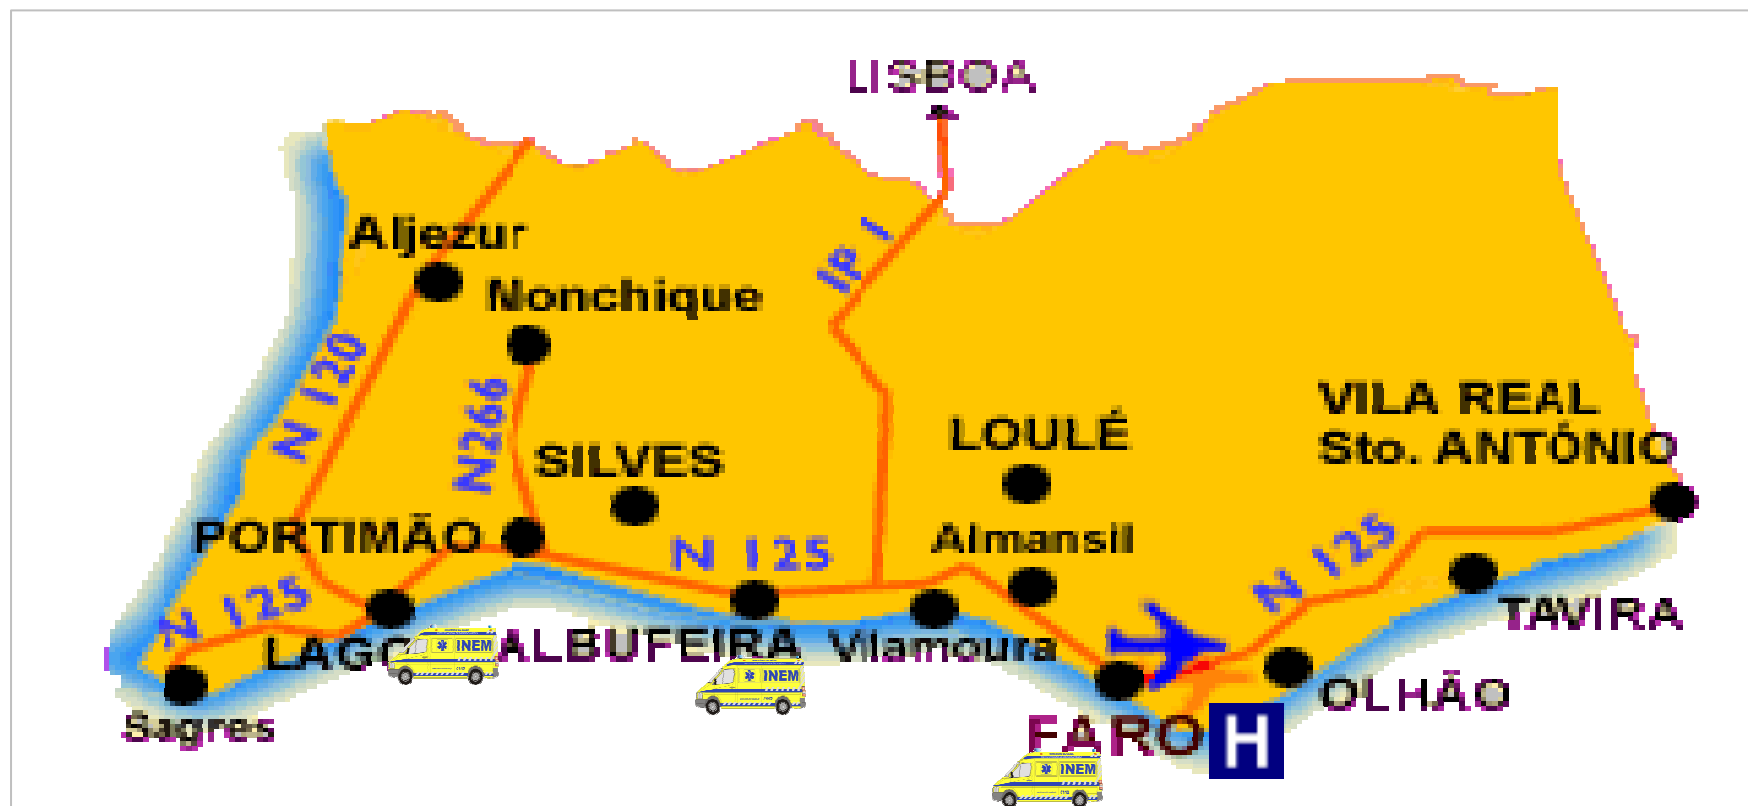 LISBOA
IP 1
Aljezur
Nonchique
N 120
N266
VILA REAL
Sto. ANTÓNIO
LOULÉ
SILVES
PORTIMÃO
N 125
Almansil
N 125
N 125
TAVIRA
LAGO
ALBUFEIRA
Vilamoura
INEM
INEM
OLHÃO
Sagres
FARO
H
INEM